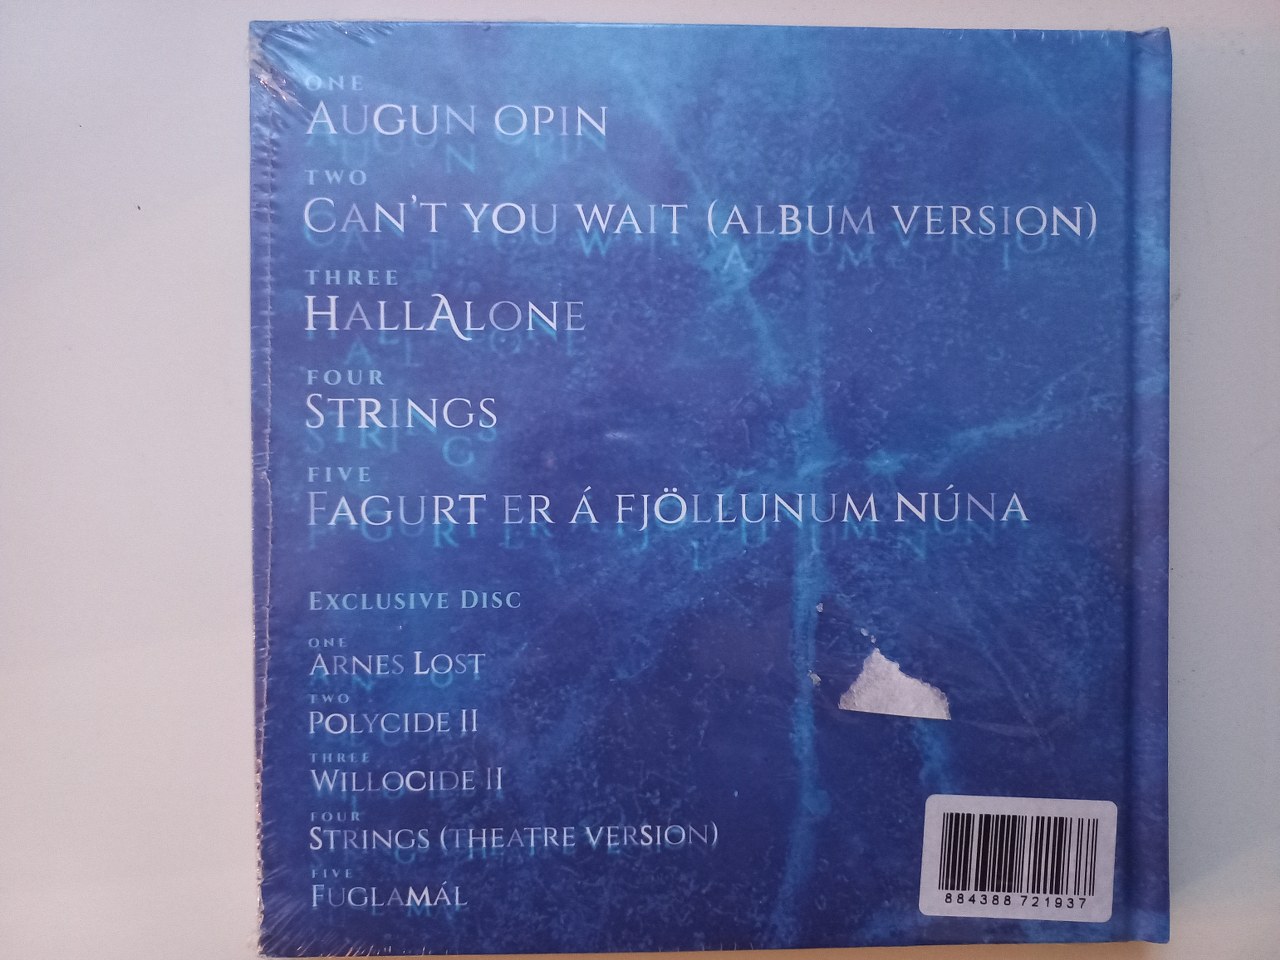 ONE
AUGUN OPIN
TWO
CAN'T YOU WAIT (ALBUM VERSION)
THREE
HALLALONE
FOUR
STRINGS
FIVE
FAGURT ER Á FJÖLLUNUM NÚNA
EXCLUSIVE DISC
ONE
ARNES LOST
TWO
POLYCIDE II
THREE
WILLOCIDE II
FOUR
STRINGS (THEATRE VERSION)
FIVE
FUGLAMÁL
884388 721937